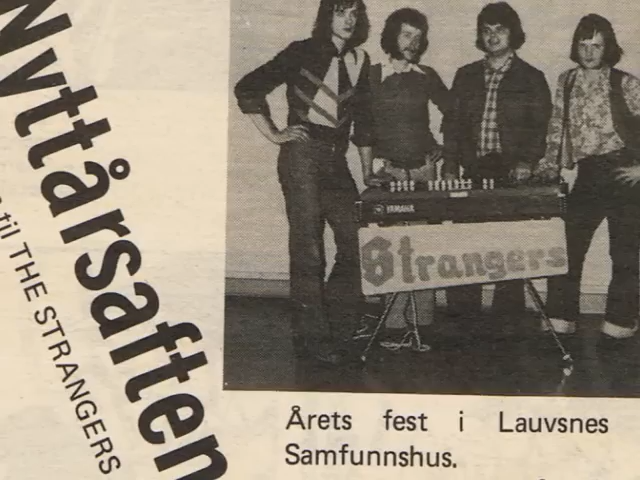 Nyttårsaften
til THE STRANGERS
YAMAHA
Strangers
Årets fest i Lauvsnes
Samfunnshus.